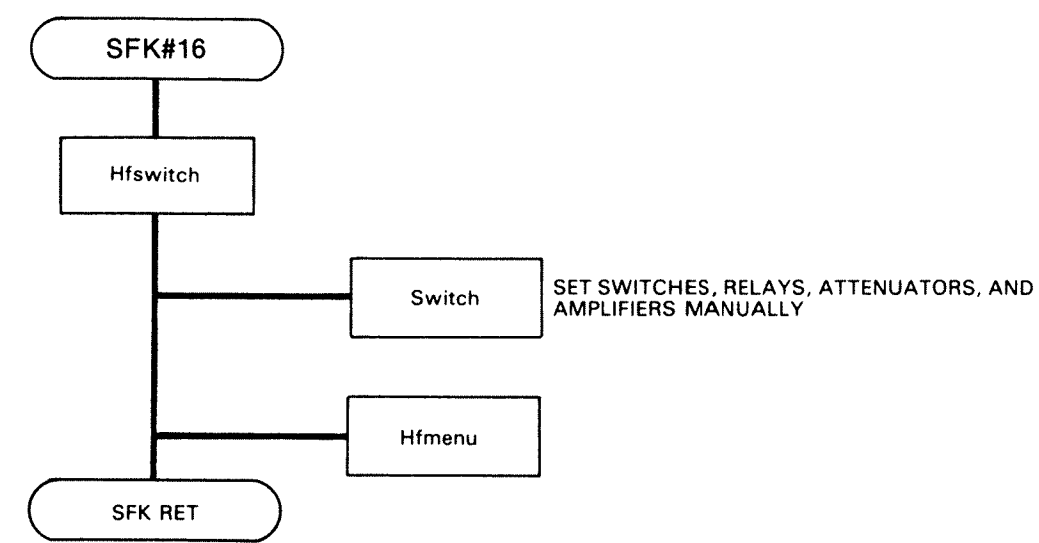 SFK#16
Hfswitch
Switch
SET SWITCHES, RELAYS, ATTENUATORS, AND
AMPLIFIERS MANUALLY
Hfmenu
SFK RET